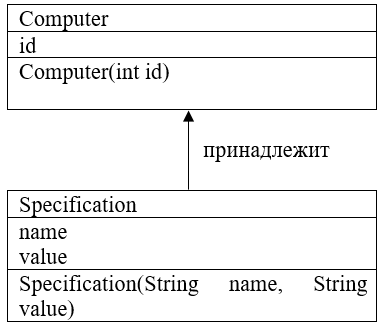 Computer
id
Computer(int id)
принадлежит
Specification
name
value
Specification(String name, String
value)